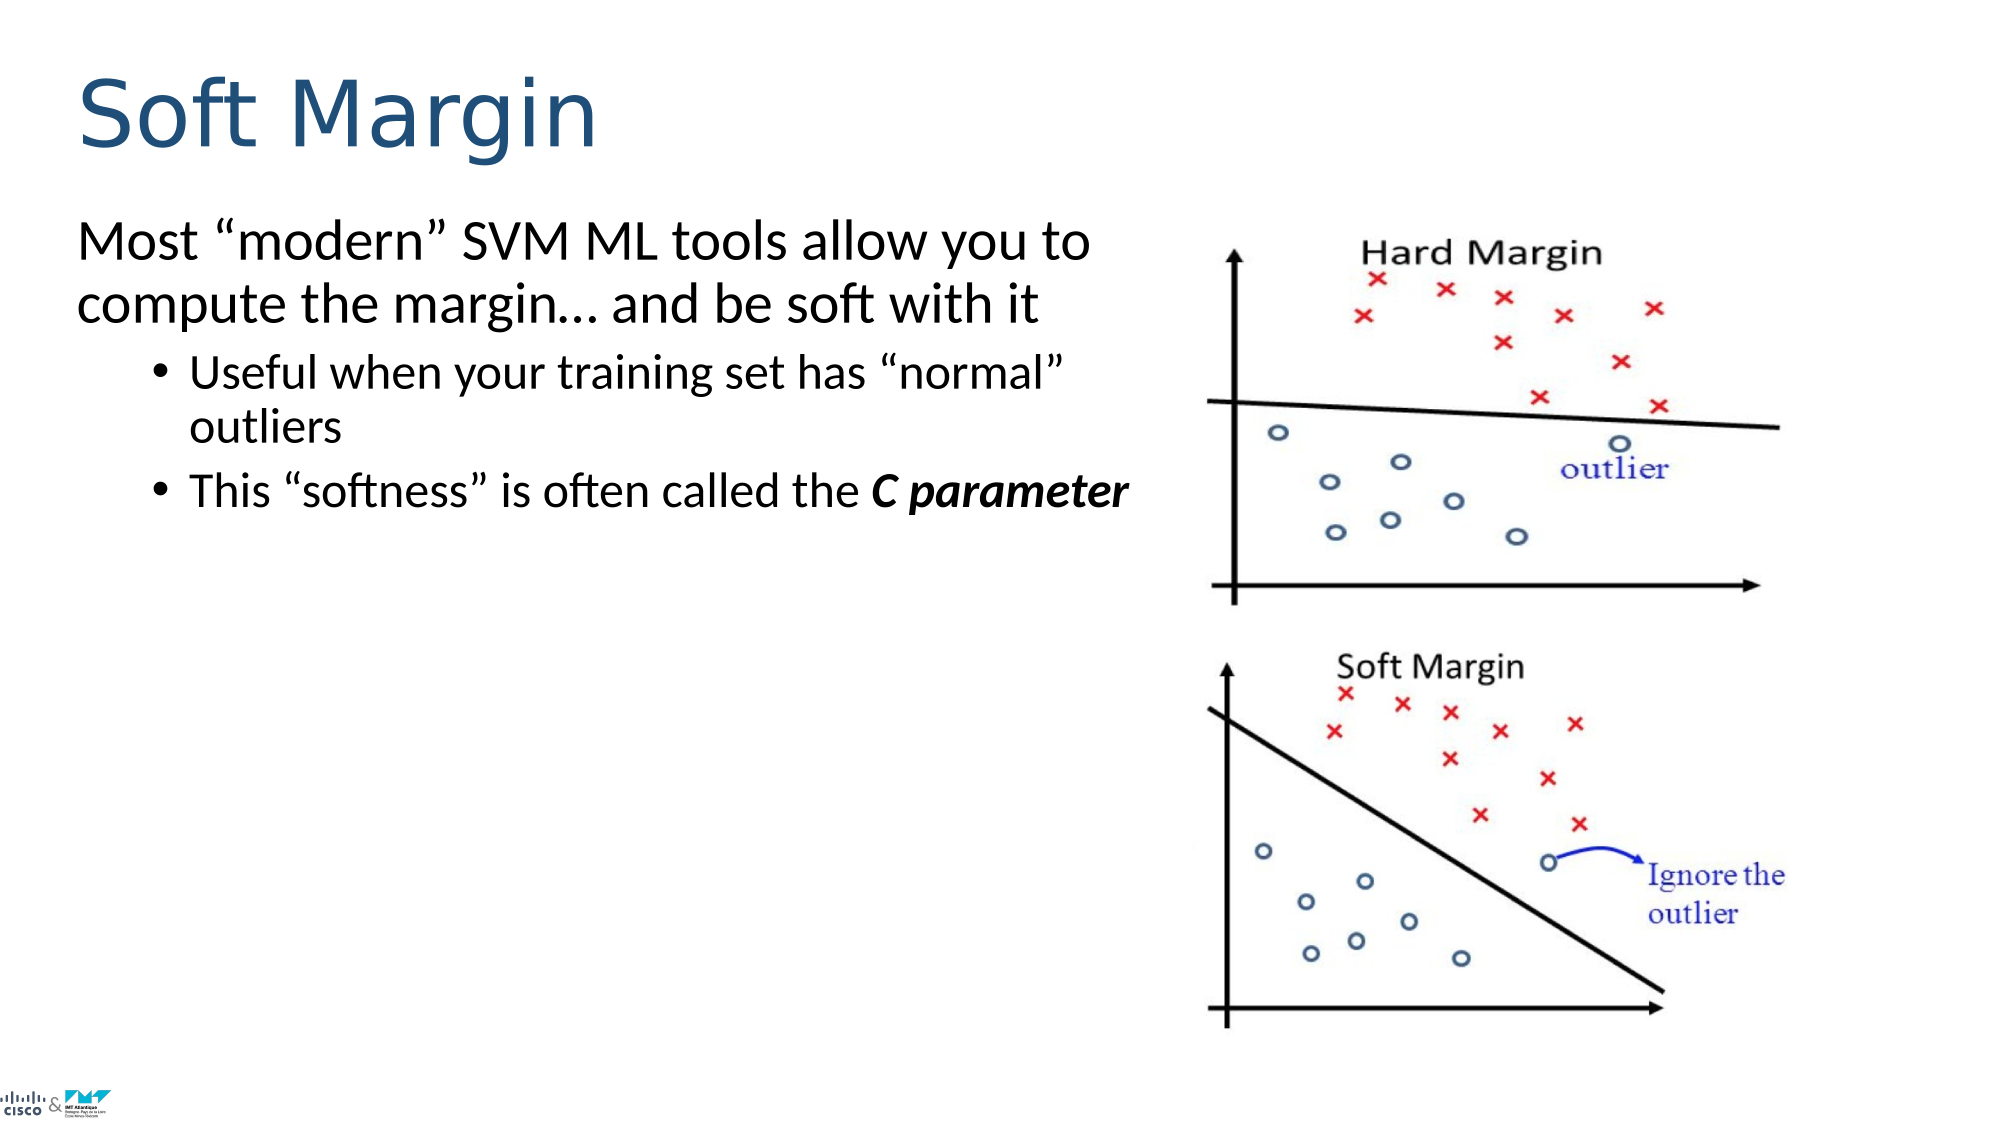 Soft Margin
Most “modern” SVM ML tools allow you to
compute the margin... and be soft with it
• Useful when your training set has “normal”
outliers
• This “softness” is often called the C parameter
Hard Margin
outlier
Soft Margin
Ignore the
outlier
CISCO & IMT Atlantique